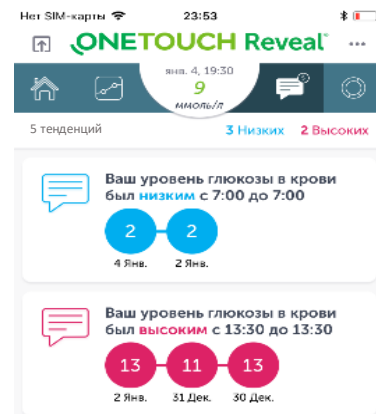 Нет SIM-карты 23:53
ONETOUCH Reveal
янв. 4, 19:30
9
ммоль/л
5 тенденций 3 Низких 2 Высоких
Ваш уровень глюкозы в крови
был низким с 7:00 до 7:00
2 2
4 Янв. 2 Янв.
Ваш уровень глюкозы в крови
был высоким с 13:30 до 13:30
13 11 13
2 Янв. 31 Дек. 30 Дек.